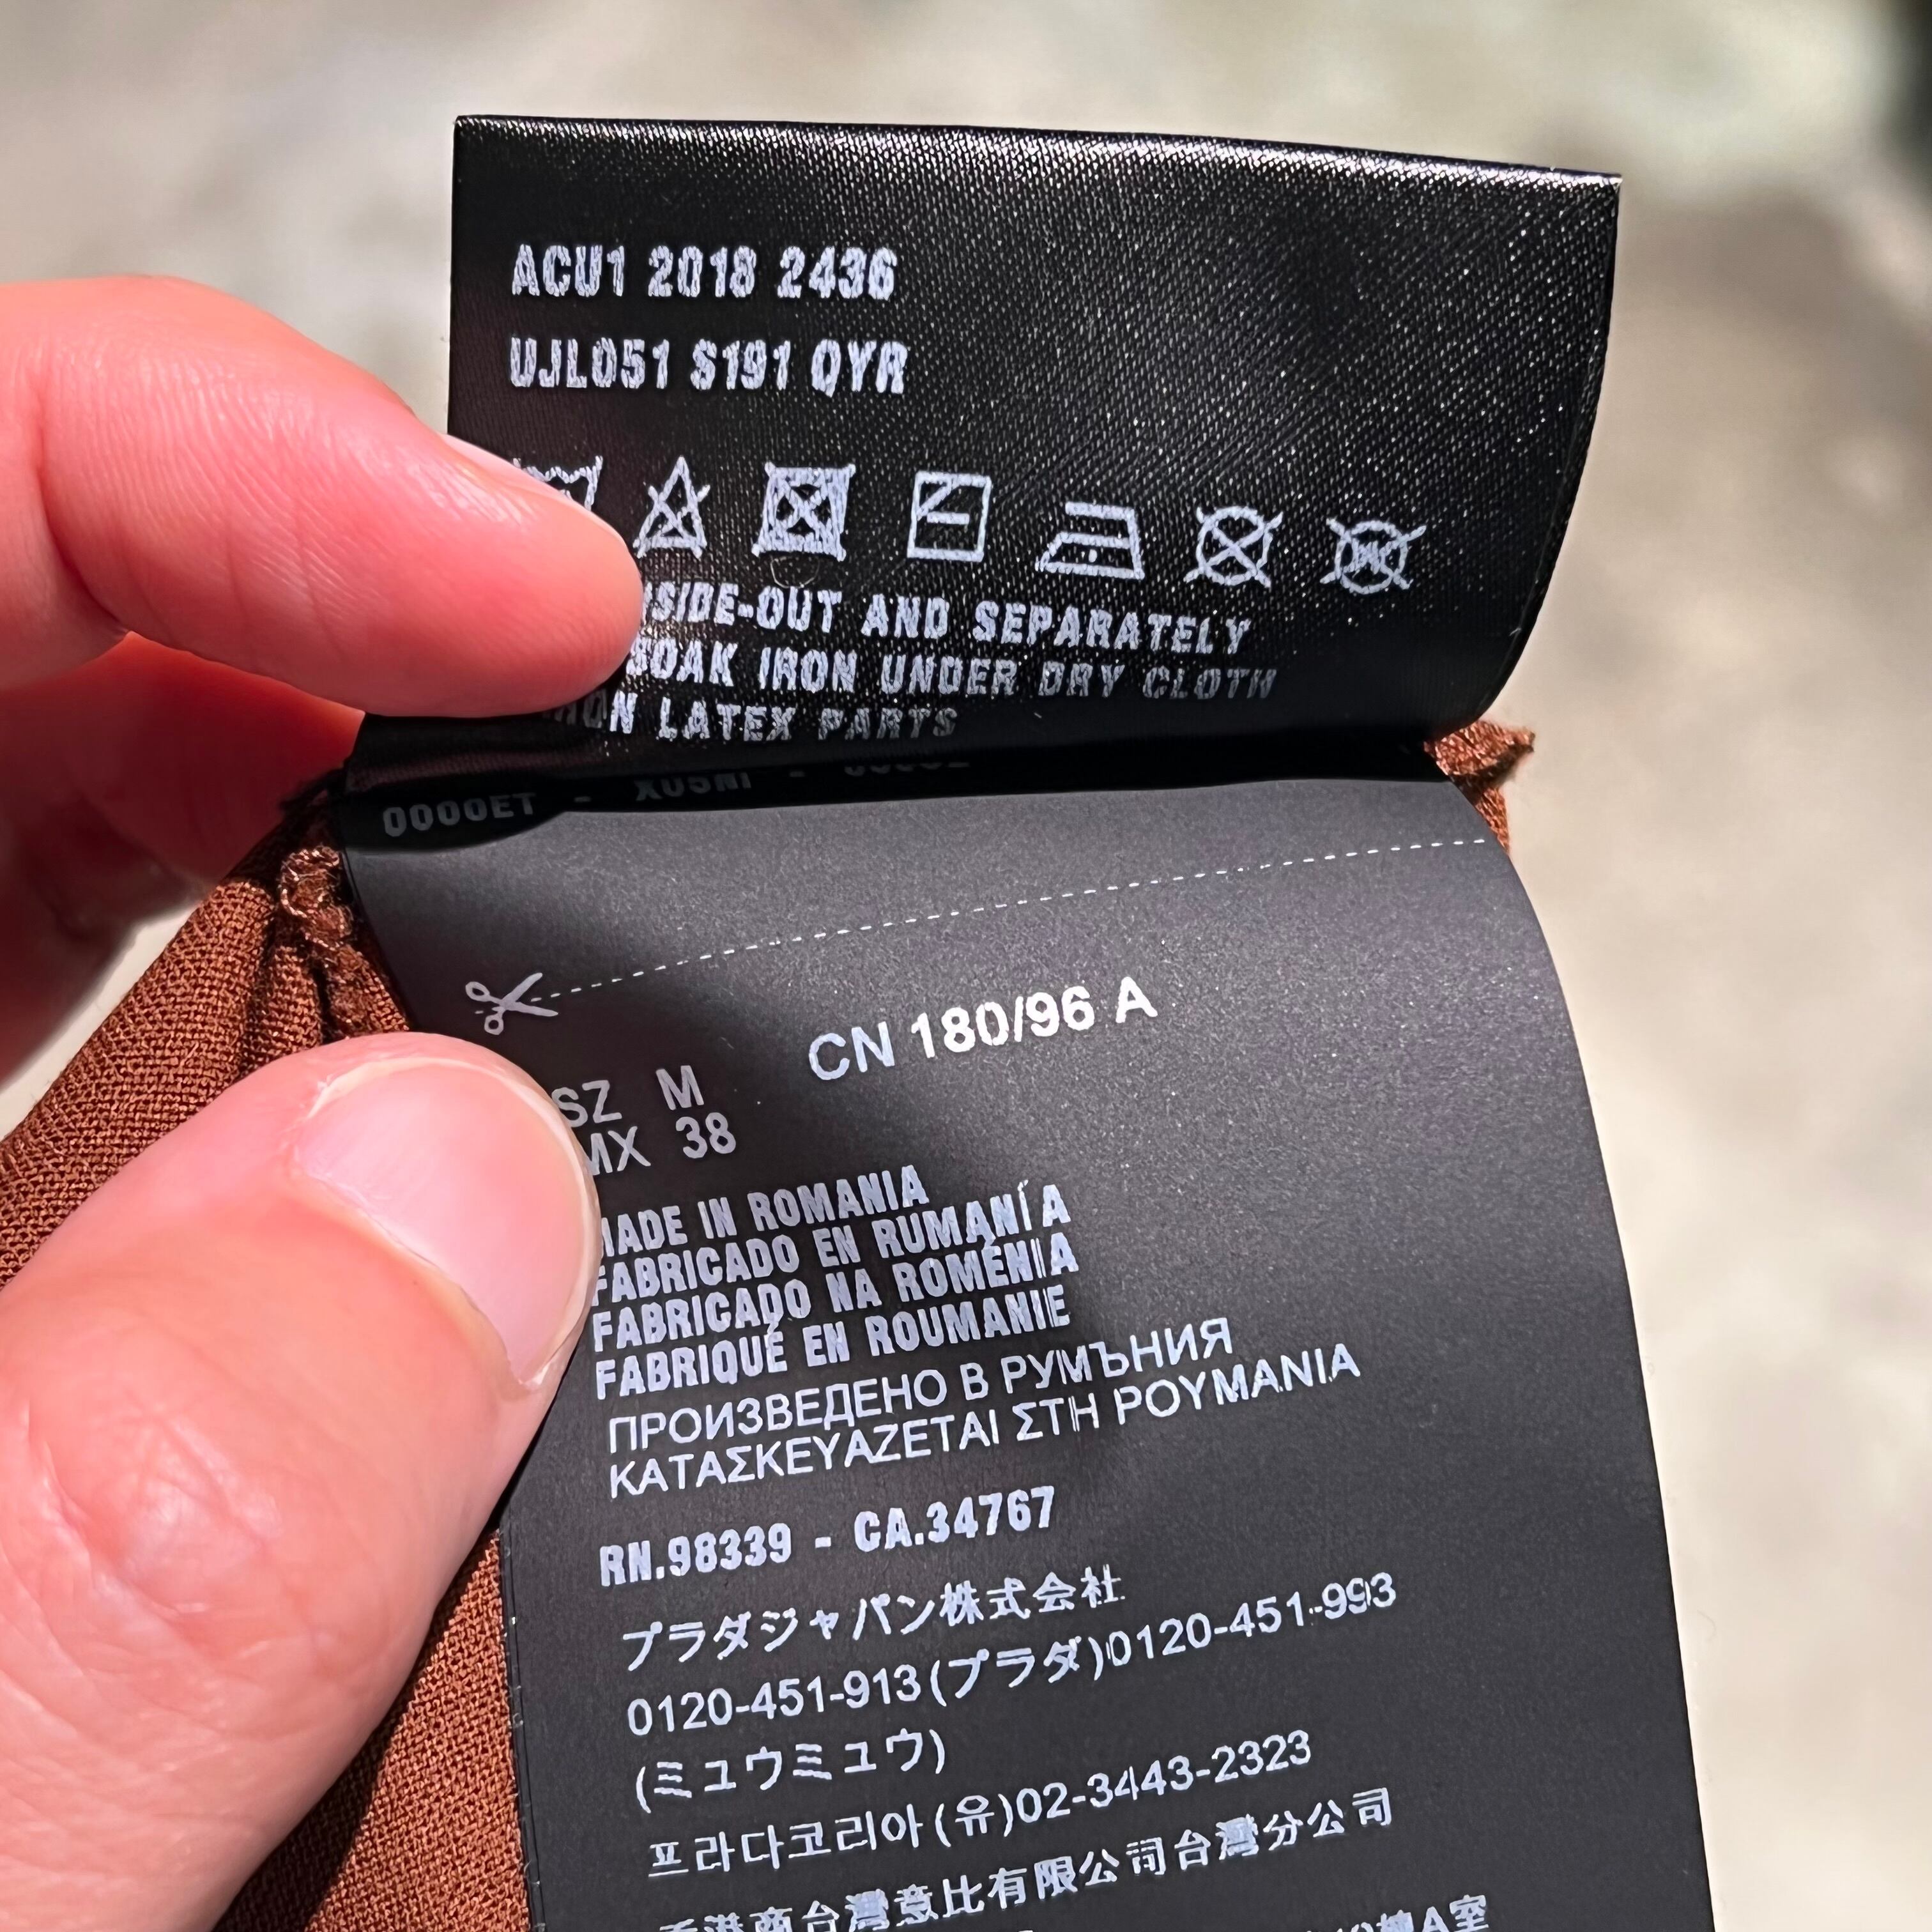 ACU1 2018 2436
UJL051 S191 QYR
AND SEPARATELY
IRON UNDER DRY CLOTH
LATEX PARTS
0000ET -
CN 180/96 A
SZ M
MX 38
MADE IN ROMANIA
FABRICADO EN RUMANÍA
FABRICADO NA ROMÉNIA
FABRIQUÉ EN ROUMANIE
ПРОИЗВЕДЕНО В РУМЪНИЯ
ΚΑΤΑΣΚΕΥΑΖΕΤΑΙ ΣΤΗ ΡΟΥΜΑΝΙΑ
RN.98339 - CA.34767
プラダジャパン株式会社
0120-451-913(プラダ)0120-451-993
(ミュウミュウ)
프라다코리아(유)02-3443-2323
香港商台灣意比有限公司台灣分公司
樓A室